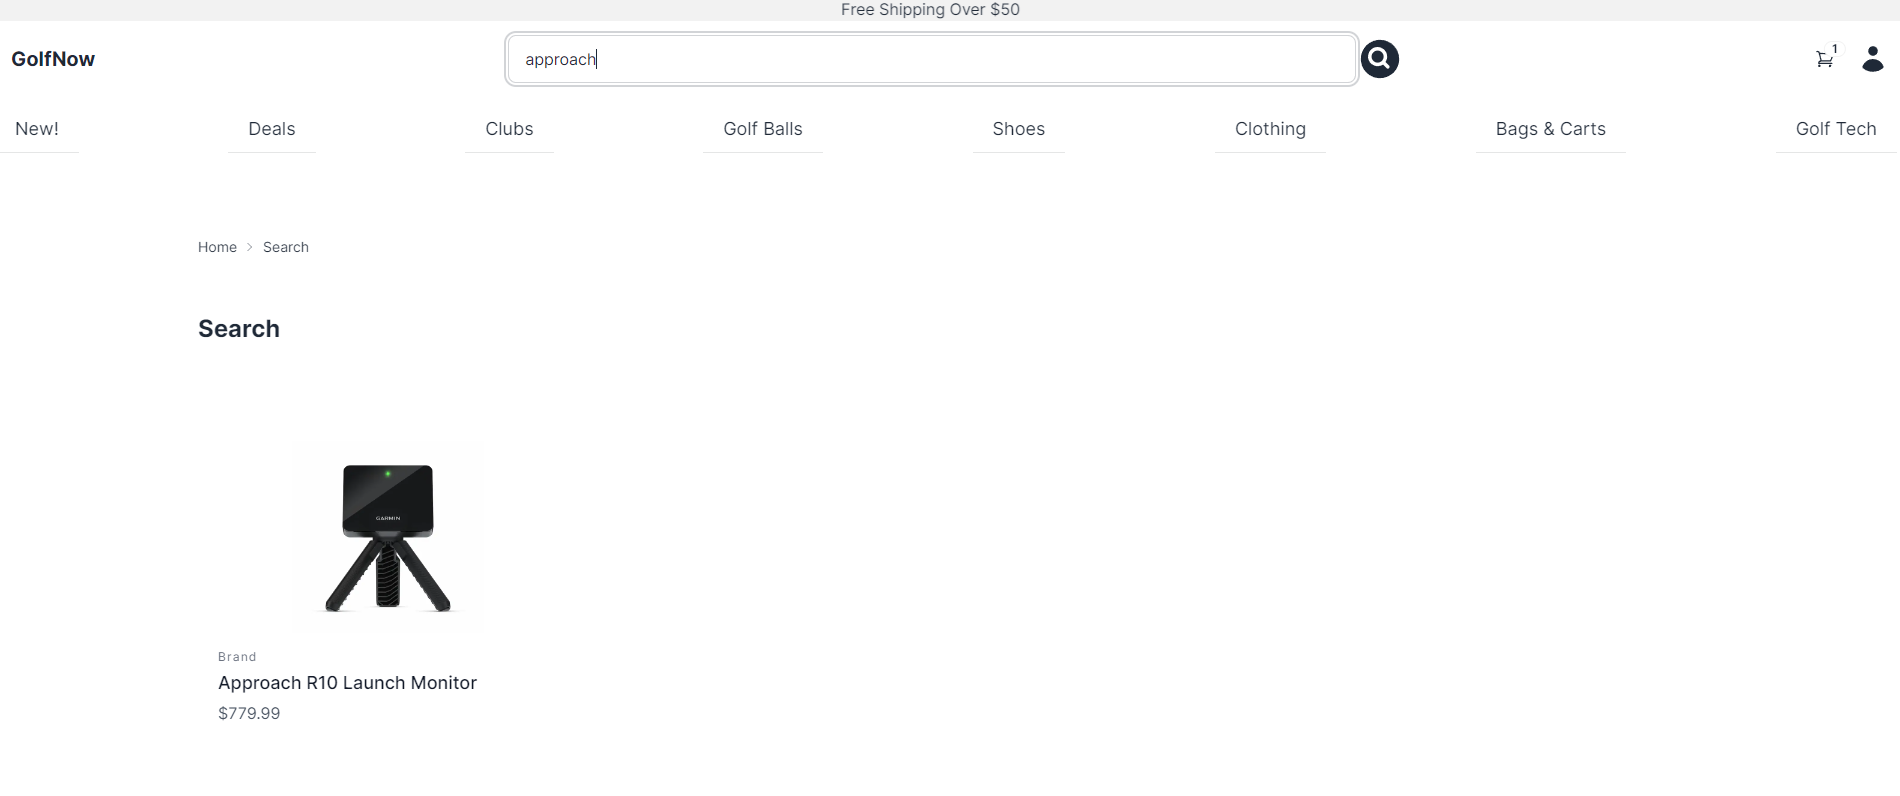 Free Shipping Over $50
GolfNow
approach
1
New!
Deals
Clubs
Golf Balls
Shoes
Clothing
Bags & Carts
Golf Tech
Home
Search
Search
GARMIN
Brand
Approach R10 Launch Monitor
$779.99